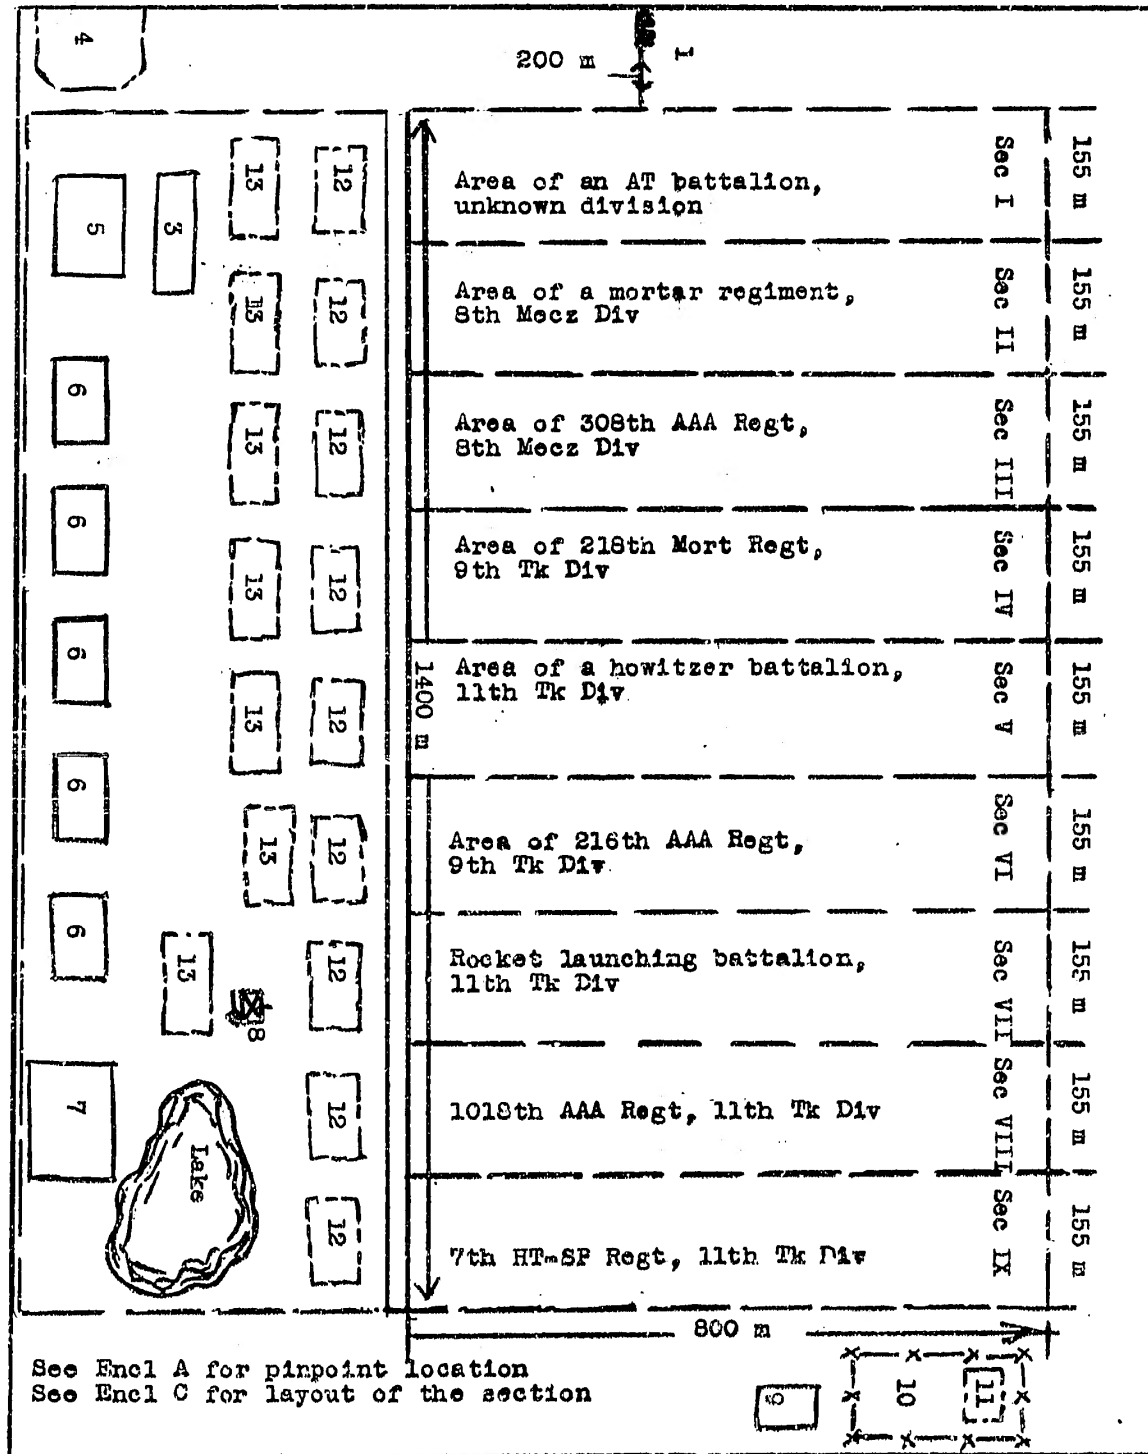 4
200 m
1
13
12
Area of an AT battalion,
unknown division
Sec I
155 m
5
3
13
12
Area of a mortar regiment,
8th Mecz Div
Sec II
155 m
6
13
12
Area of 308th AAA Regt,
8th Mecz Div
Sec III
155 m
6
13
12
Area of 218th Mort Regt,
9th Tk Div
Sec IV
155 m
6
13
12
1400 m
Area of a howitzer battalion,
11th Tk Div
Sec V
155 m
6
13
12
Area of 216th AAA Regt,
9th Tk Div
Sec VI
155 m
6
13
8
12
Rocket launching battalion,
11th Tk Div
Sec VII
155 m
7
Lake
12
1018th AAA Regt, 11th Tk Div
Sec VIII
155 m
12
7th HT-SP Regt, 11th Tk Div
Sec IX
155 m
800 m
See Encl A for pinpoint location
See Encl C for layout of the section
9
10
11